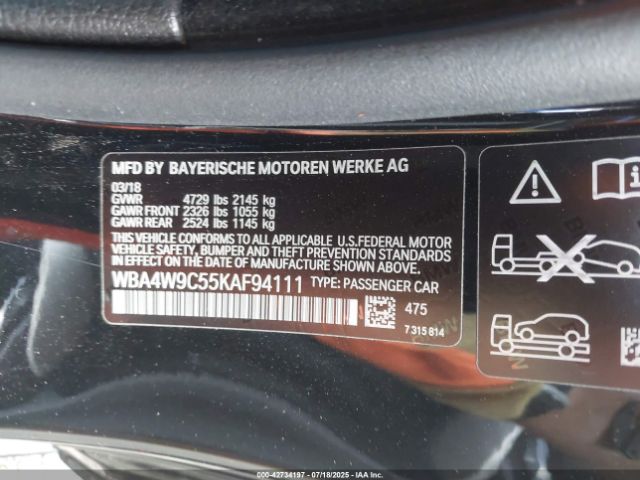 MFD BY BAYERISCHE MOTOREN WERKE AG
03/18
GVWR 4729 lbs 2145 kg
GAWR FRONT 2326 lbs 1055 kg
GAWR REAR 2524 lbs 1145 kg
THIS VEHICLE CONFORMS TO ALL APPLICABLE U.S.FEDERAL MOTOR
VEHICLE SAFETY, BUMPER, AND THEFT PREVENTION STANDARDS
IN EFFECT ON THE DATE OF MANUFACTURE SHOWN ABOVE.
WBA4W9C55KAF94111 TYPE: PASSENGER CAR
475
7 315 814
000-42734197 07/18/2025 COPYRIGHT IAA, LLC.